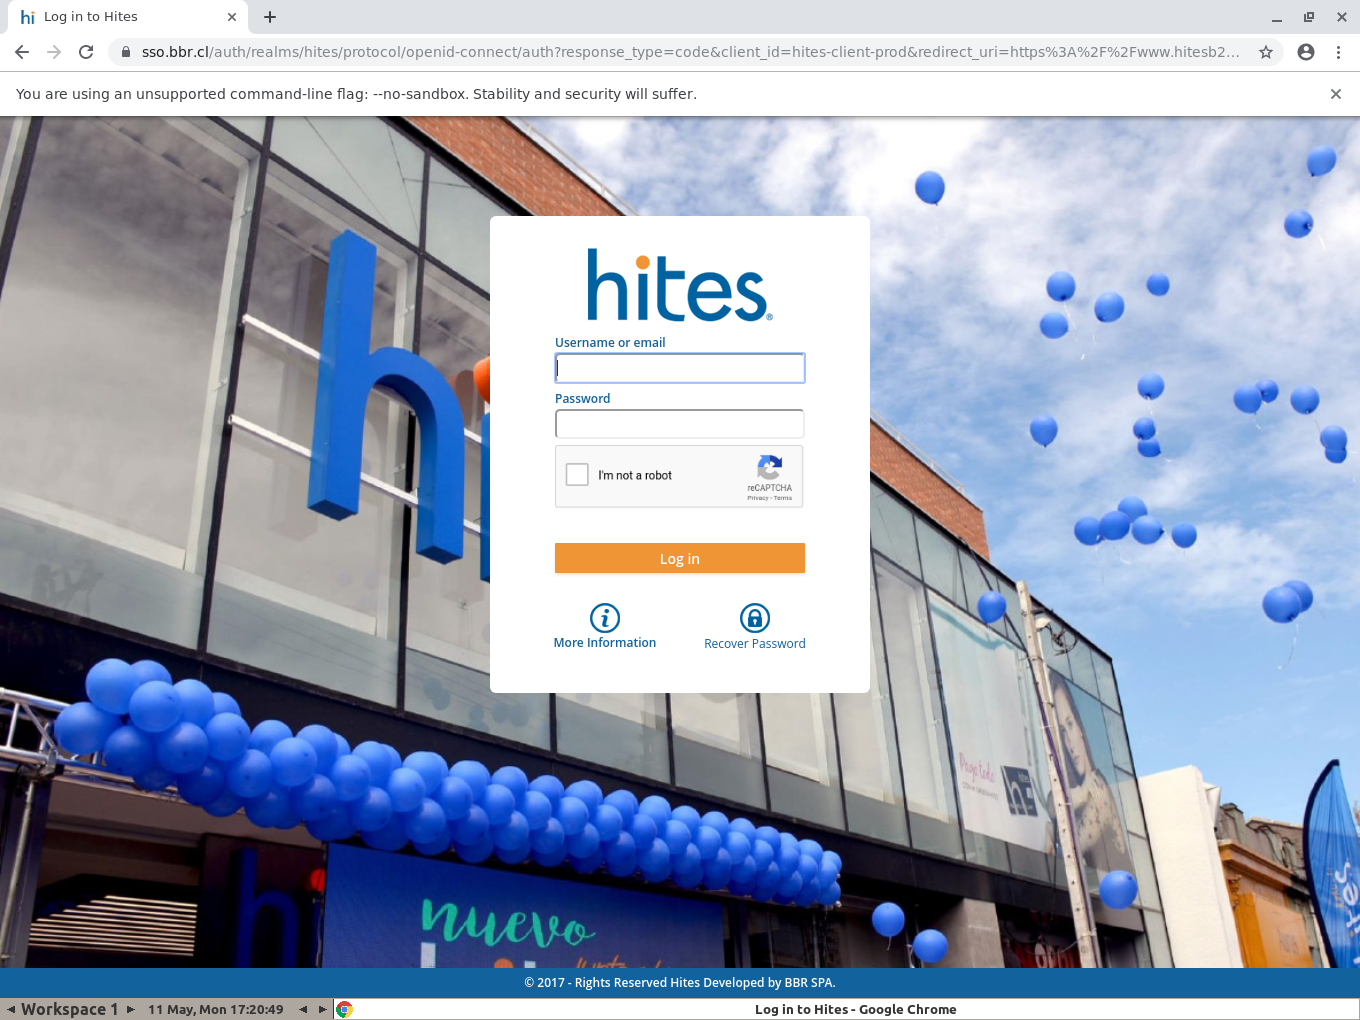 Log in to Hites
sso.bbr.cl/auth/realms/hites/protocol/openid-connect/auth?response_type=code&client_id=hites-client-prod&redirect_uri=https%3A%2F%2Fwww.hitesb2...
You are using an unsupported command-line flag: --no-sandbox. Stability and security will suffer.
hites®
Username or email
Password
I'm not a robot
reCAPTCHA
Privacy - Terms
Log in
More Information
Recover Password
nuevo
© 2017 - Rights Reserved Hites Developed by BBR SPA.
Workspace 1
11 May, Mon 17:20:49
Log in to Hites - Google Chrome